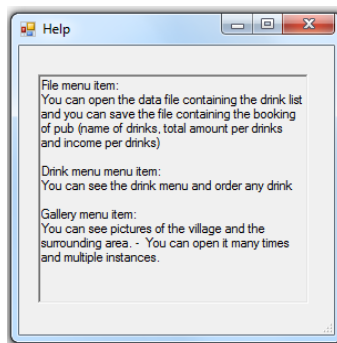 Help
File menu item:
You can open the data file containing the drink list
and you can save the file containing the booking
of pub (name of drinks, total amount per drinks
and income per drinks)
Drink menu menu item:
You can see the drink menu and order any drink
Gallery menu item:
You can see pictures of the village and the
surrounding area. - You can open it many times
and multiple instances.